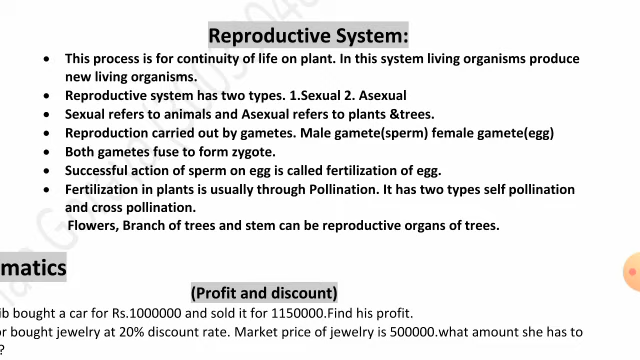 Reproductive System:
• This process is for continuity of life on plant. In this system living organisms produce
new living organisms.
• Reproductive system has two types. 1.Sexual 2. Asexual
• Sexual refers to animals and Asexual refers to plants &trees.
• Reproduction carried out by gametes. Male gamete(sperm) female gamete(egg)
• Both gametes fuse to form zygote.
• Successful action of sperm on egg is called fertilization of egg.
• Fertilization in plants is usually through Pollination. It has two types self pollination
and cross pollination.
Flowers, Branch of trees and stem can be reproductive organs of trees.
matics
(Profit and discount)
ib bought a car for Rs.1000000 and sold it for 1150000.Find his profit.
or bought jewelry at 20% discount rate. Market price of jewelry is 500000.what amount she has to
?